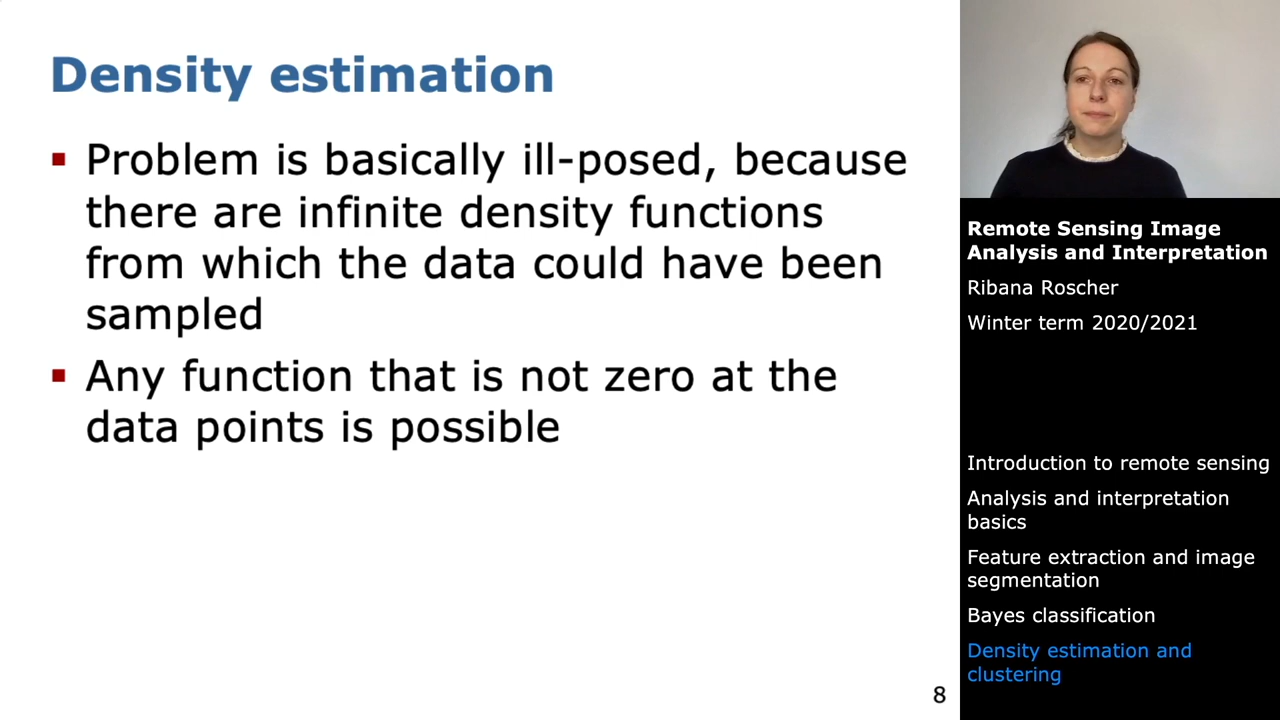 Density estimation
Problem is basically ill-posed, because
there are infinite density functions
from which the data could have been
sampled
Any function that is not zero at the
data points is possible
8
Remote Sensing Image
Analysis and Interpretation
Ribana Roscher
Winter term 2020/2021
Introduction to remote sensing
Analysis and interpretation
basics
Feature extraction and image
segmentation
Bayes classification
Density estimation and
clustering